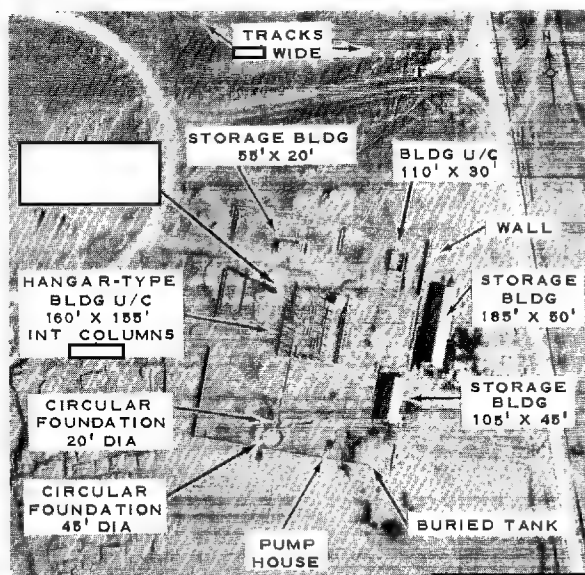 TRACKS
WIDE
N
STORAGE BLDG
55' X 20'
BLDG U/C
110' X 30'
WALL
HANGAR-TYPE
BLDG U/C
160' X 155'
INT COLUMNS
STORAGE
BLDG
185' X 50'
STORAGE
BLDG
105' X 45'
CIRCULAR
FOUNDATION
20' DIA
CIRCULAR
FOUNDATION
45' DIA
PUMP
HOUSE
BURIED TANK